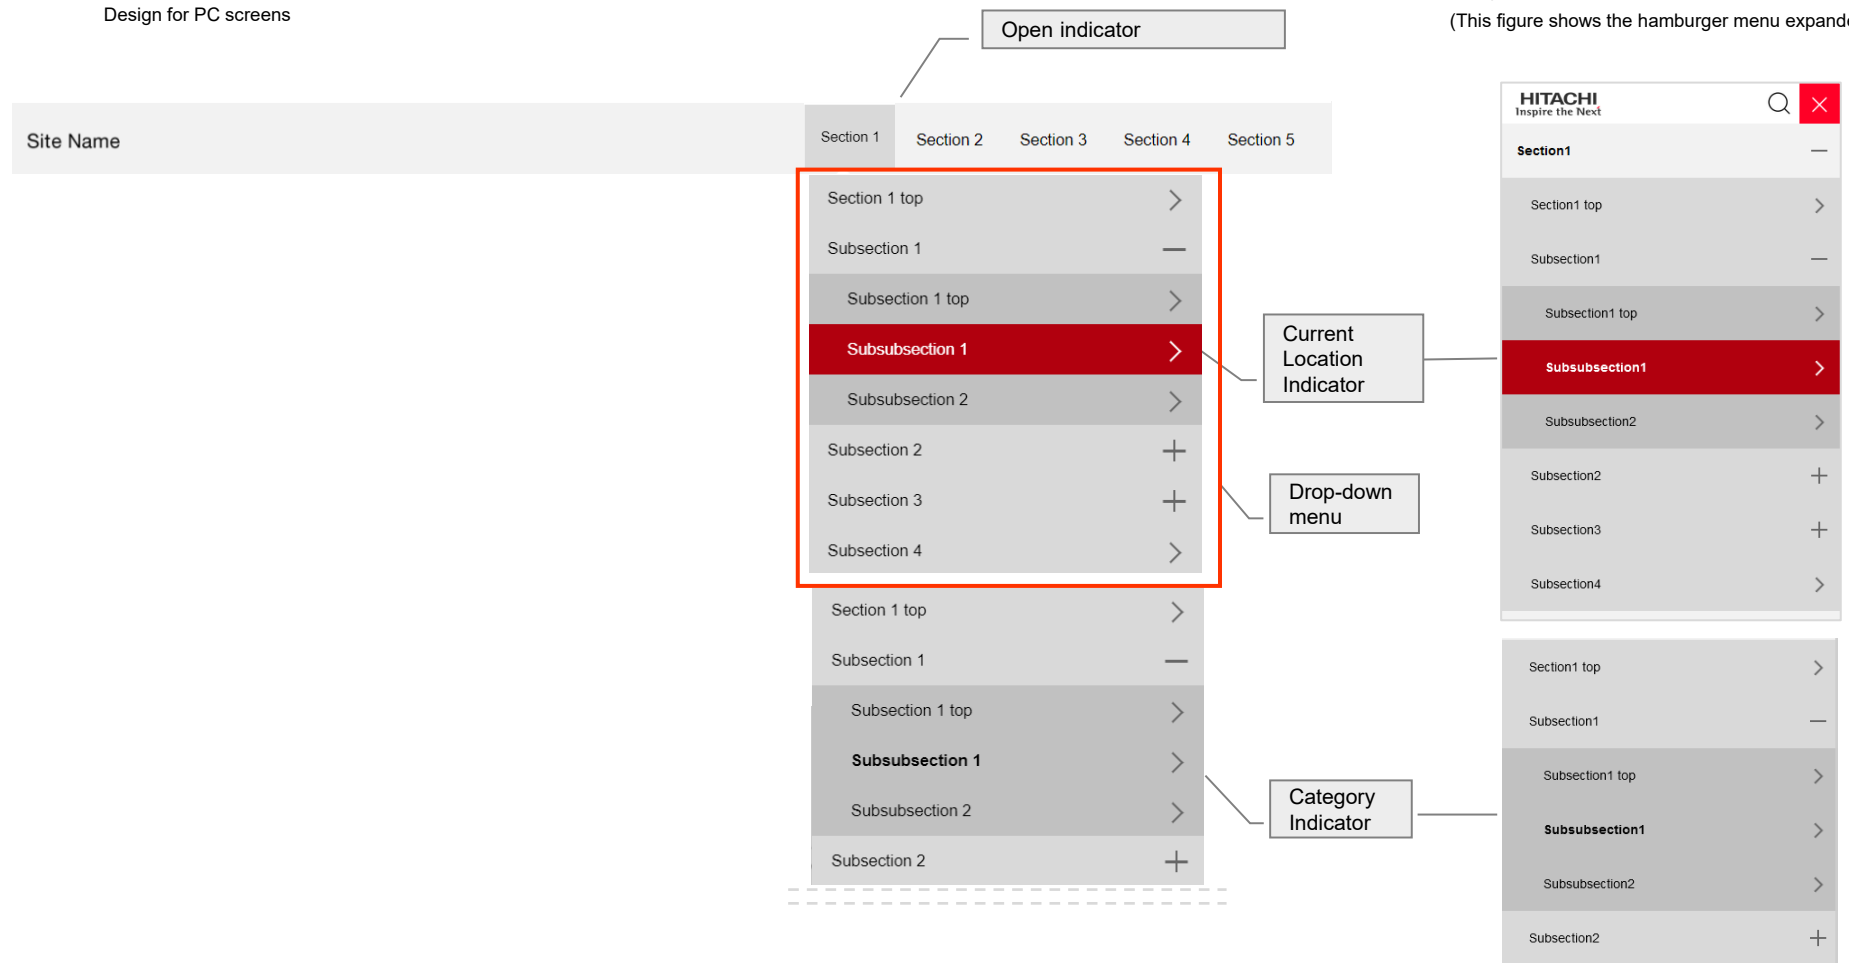 Design for PC screens
(This figure shows the hamburger menu expand
Open indicator
Site Name
Section 1
Section 2
Section 3
Section 4
Section 5
Section 1 top
Subsection 1
Subsection 1 top
Subsubsection 1
Subsubsection 2
Subsection 2
Subsection 3
Subsection 4
Section 1 top
Subsection 1
Subsection 1 top
Subsubsection 1
Subsubsection 2
Subsection 2
Current
Location
Indicator
Drop-down
menu
Category
Indicator
HITACHI
Inspire the Next
Section1
Section1 top
Subsection1
Subsection1 top
Subsubsection1
Subsubsection2
Subsection2
Subsection3
Subsection4
Section1 top
Subsection1
Subsection1 top
Subsubsection1
Subsubsection2
Subsection2